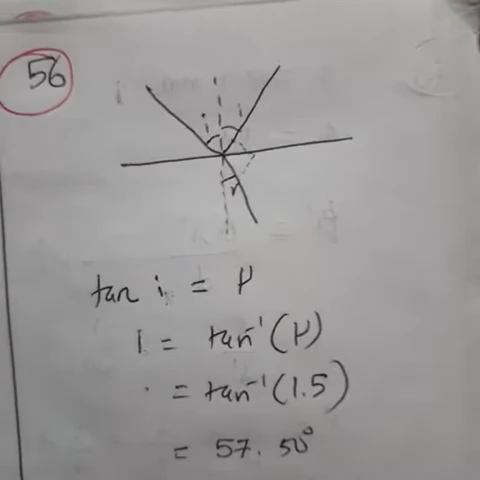 56
i i
r
tan i = μ
i = tan⁻¹(μ)
= tan⁻¹(1.5)
= 57.50°